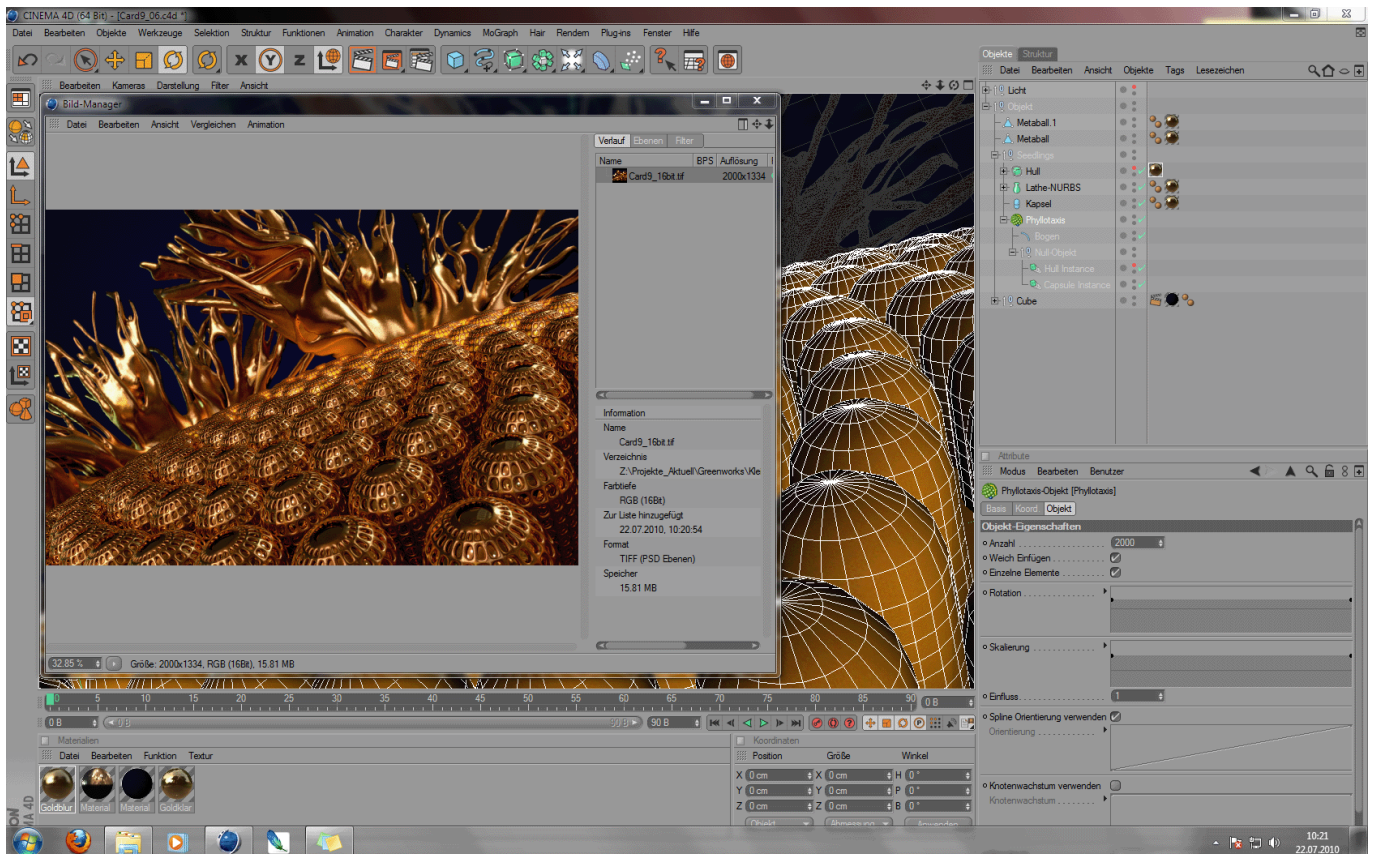 CINEMA 4D (64 Bit) - [Card9_06.c4d *]
Datei Bearbeiten Objekte Werkzeuge Selektion Struktur Funktionen Animation Charakter Dynamics MoGraph Hair Rendern Plug-ins Fenster Hilfe
X Y Z
Bearbeiten Kameras Darstellung Filter Ansicht
Bild-Manager
Datei Bearbeiten Ansicht Vergleichen Animation
Verlauf Ebenen Filter
Name BPS Auflösung
Card9_16bit.tif 2000x1334
Information
Name
Card9_16bit.tif
Verzeichnis
Z:\Projekte_Aktuell\Greenworks\Kle
Farbtiefe
RGB (16Bit)
Zur Liste hinzugefügt
22.07.2010, 10:20:54
Format
TIFF (PSD Ebenen)
Speicher
15.81 MB
32.85 % Größe: 2000x1334, RGB (16Bit), 15.81 MB
0 5 10 15 20 25 30 35 40 45 50 55 60 65 70 75 80 85 90 0 B
0 B 0 B 90 B 90 B
Materialien
Datei Bearbeiten Funktion Textur
Goldblur Material Material Goldklar
Koordinaten
Position Größe Winkel
X 0 cm X 0 cm H 0 °
Y 0 cm Y 0 cm P 0 °
Z 0 cm Z 0 cm B 0 °
Objekt Abmessung Anwenden
Objekte Struktur
Datei Bearbeiten Ansicht Objekte Tags Lesezeichen
Licht
Objekt
Metaball.1
Metaball
Seedlings
Hull
Lathe-NURBS
Kapsel
Phyllotaxis
Bogen
Null-Objekt
Hull Instance
Capsule Instance
Cube
Attribute
Modus Bearbeiten Benutzer
Phyllotaxis-Objekt [Phyllotaxis]
Basis Koord. Objekt
Objekt-Eigenschaften
Anzahl 2000
Weich Einfügen
Einzelne Elemente
Rotation
Skalierung
Einfluss 1
Spline Orientierung verwenden
Orientierung
Knotenwachstum verwenden
Knotenwachstum
10:21
22.07.2010